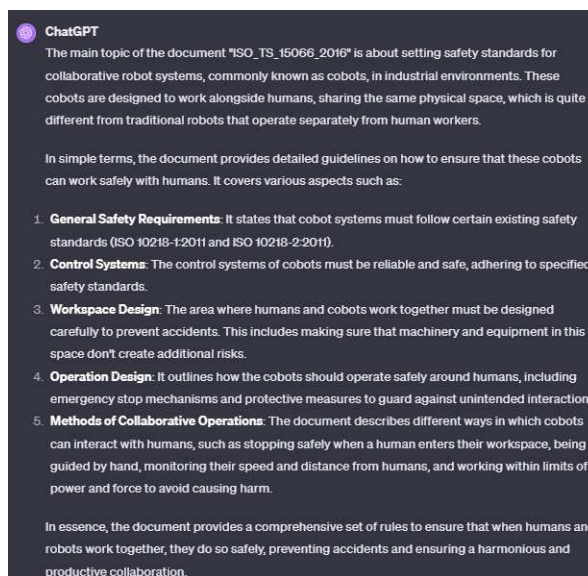 ChatGPT
The main topic of the document "ISO_TS_15066_2016" is about setting safety standards for
collaborative robot systems, commonly known as cobots, in industrial environments. These
cobots are designed to work alongside humans, sharing the same physical space, which is quite
different from traditional robots that operate separately from human workers.
In simple terms, the document provides detailed guidelines on how to ensure that these cobots
can work safely with humans. It covers various aspects such as:
1. General Safety Requirements: It states that cobot systems must follow certain existing safety
standards (ISO 10218-1:2011 and ISO 10218-2:2011).
2. Control Systems: The control systems of cobots must be reliable and safe, adhering to specified
safety standards.
3. Workspace Design: The area where humans and cobots work together must be designed
carefully to prevent accidents. This includes making sure that machinery and equipment in this
space don't create additional risks.
4. Operation Design: It outlines how the cobots should operate safely around humans, including
emergency stop mechanisms and protective measures to guard against unintended interaction
5. Methods of Collaborative Operations: The document describes different ways in which cobots
can interact with humans, such as stopping safely when a human enters their workspace, being
guided by hand, monitoring their speed and distance from humans, and working within limits of
power and force to avoid causing harm.
In essence, the document provides a comprehensive set of rules to ensure that when humans an
robots work together, they do so safely, preventing accidents and ensuring a harmonious and
productive collaboration.